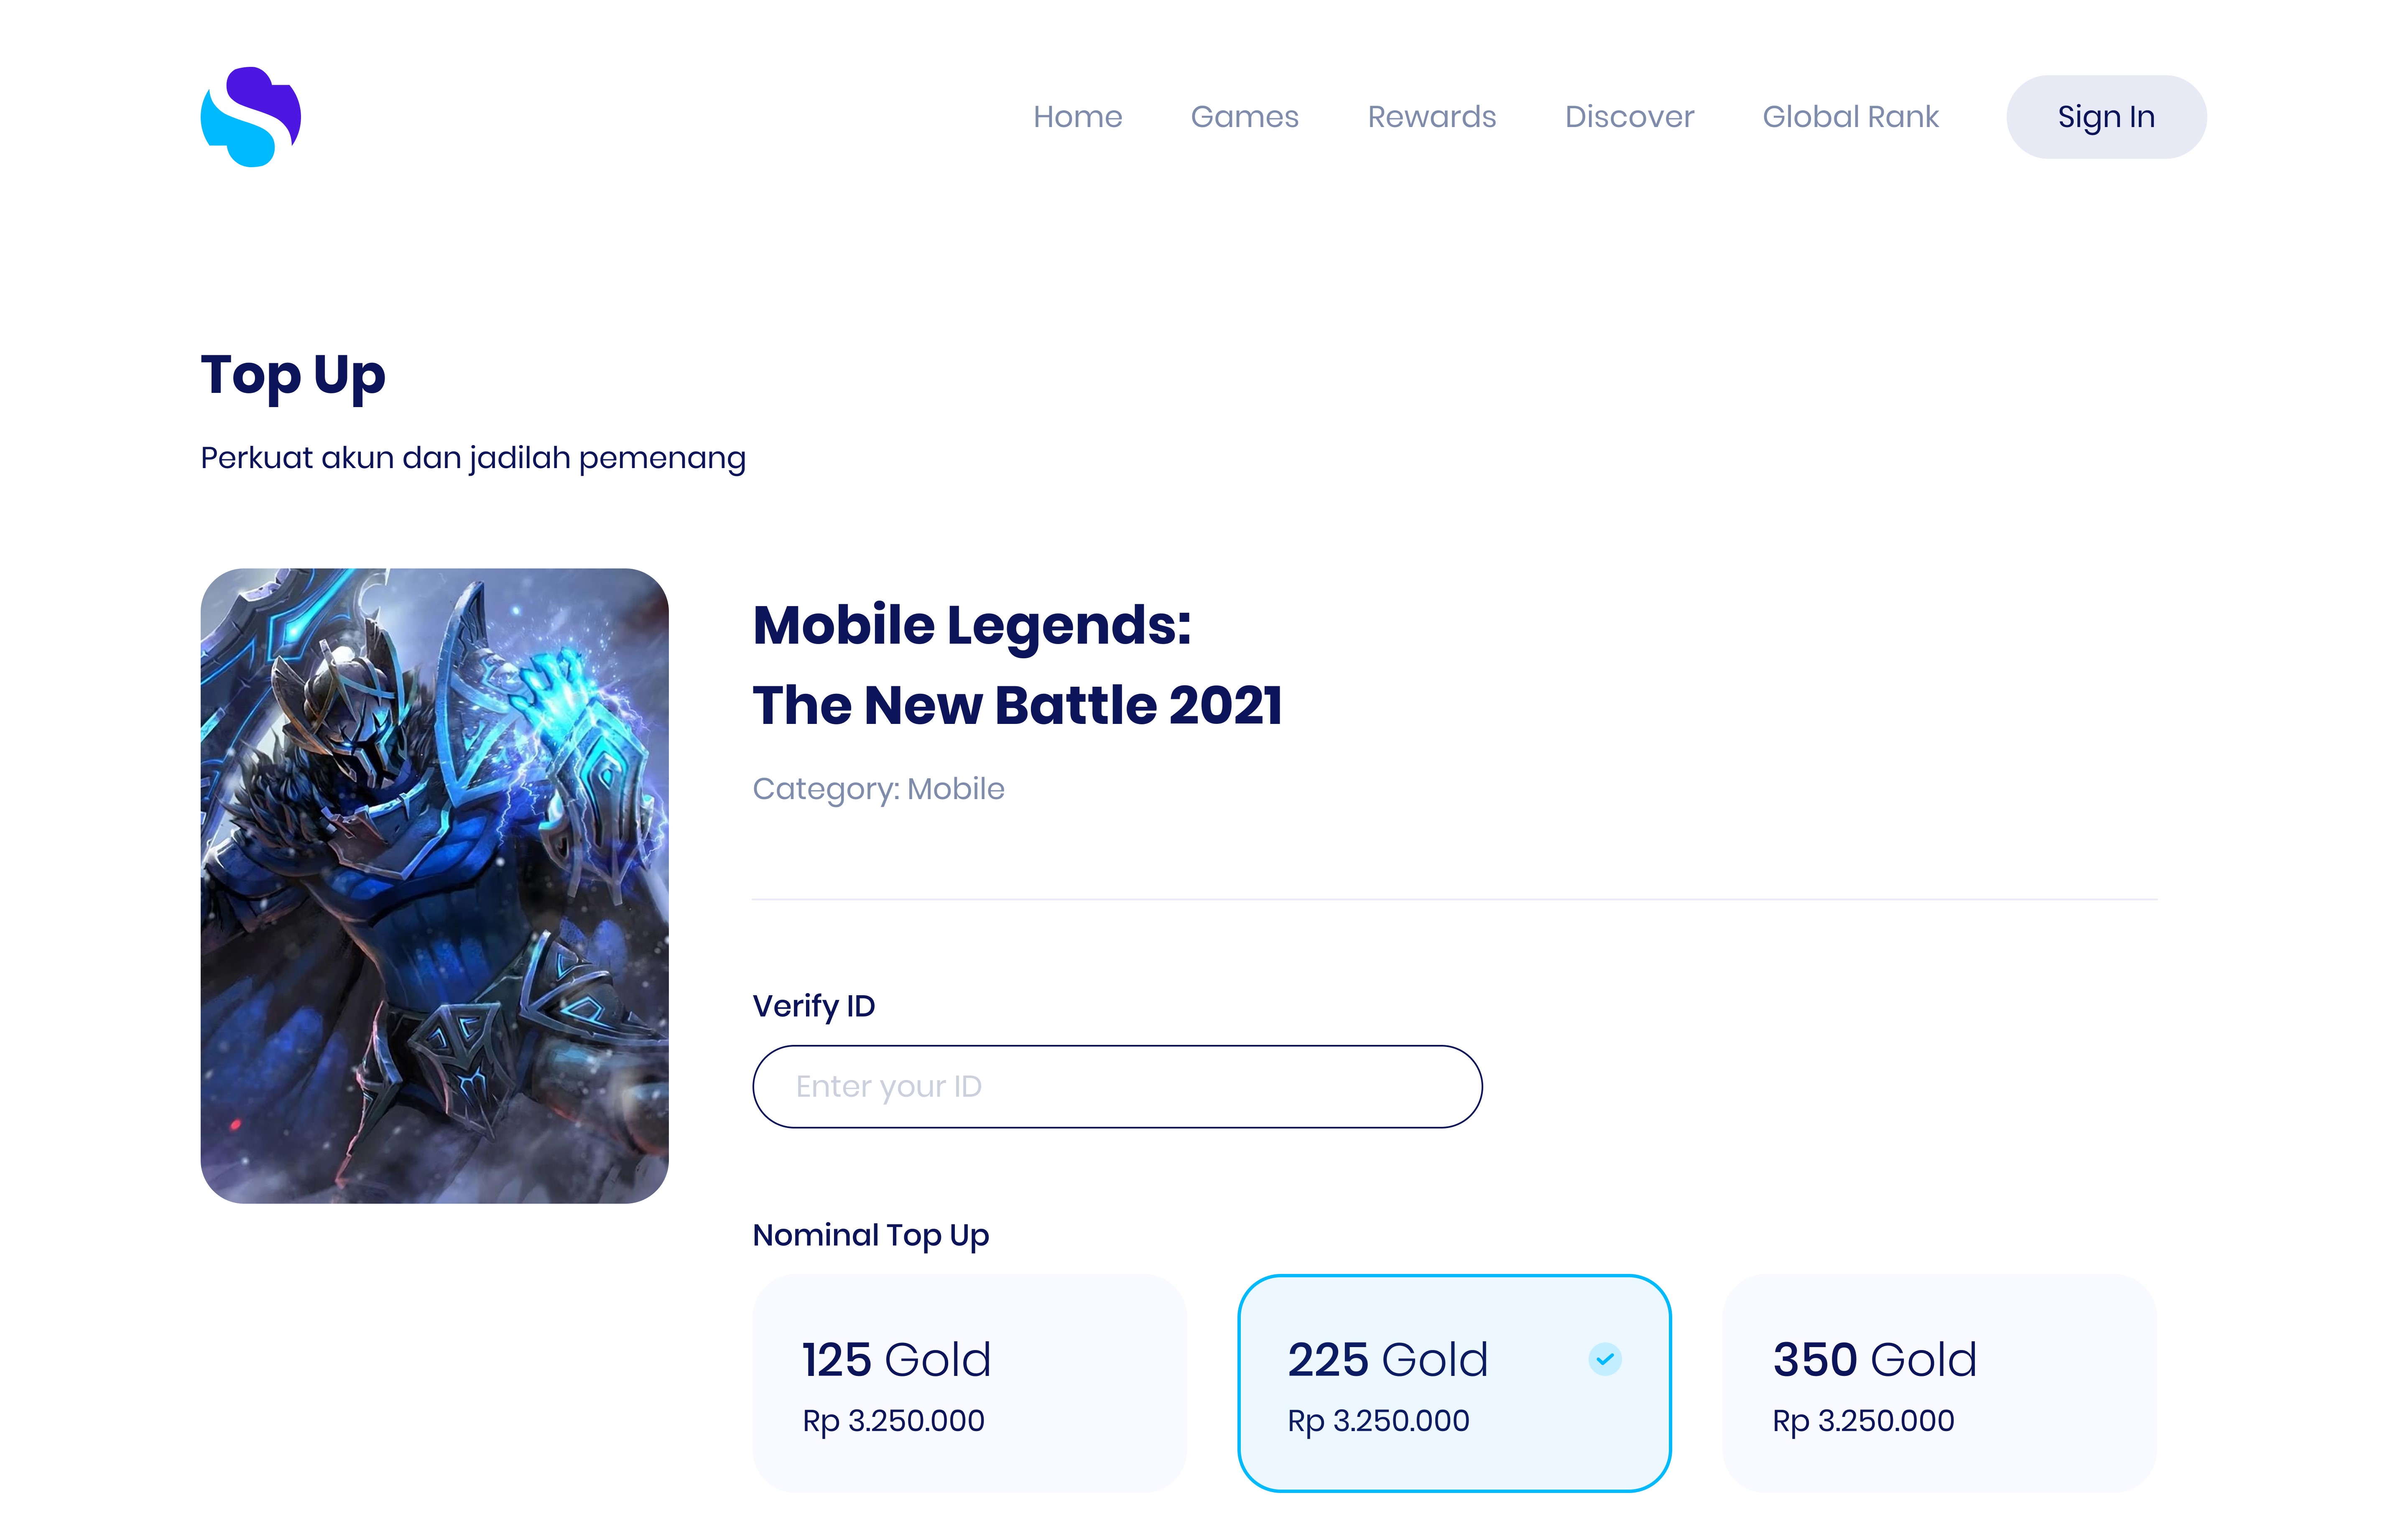 Home Games Rewards Discover Global Rank Sign In
Top Up
Perkuat akun dan jadilah pemenang
Mobile Legends:
The New Battle 2021
Category: Mobile
Verify ID
Enter your ID
Nominal Top Up
125 Gold
Rp 3.250.000
225 Gold
Rp 3.250.000
350 Gold
Rp 3.250.000